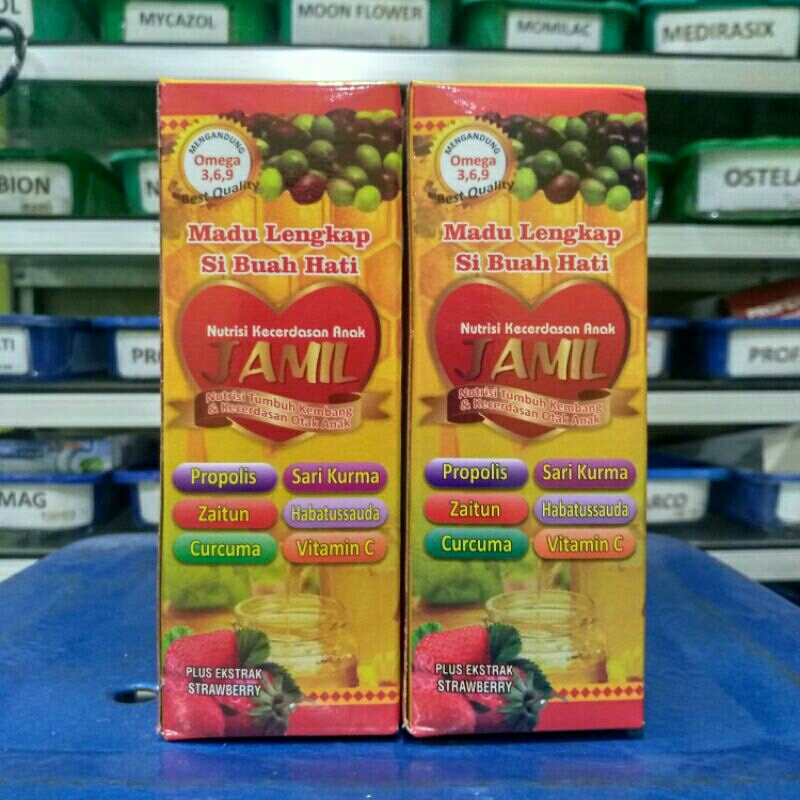 MYCAZOL
MOON FLOWER
MOMILAC
MEDIRASIX
BION
OSTELA
PRO
PROF
MAG
MENGANDUNG
Omega
3,6,9
Best Quality
Madu Lengkap
Si Buah Hati
Nutrisi Kecerdasan Anak
JAMIL
Nutrisi Tumbuh Kembang
& Kecerdasan Otak Anak
Propolis
Sari Kurma
Zaitun
Habatussauda
Curcuma
Vitamin C
PLUS EKSTRAK
STRAWBERRY
MENGANDUNG
Omega
3,6,9
Best Quality
Madu Lengkap
Si Buah Hati
Nutrisi Kecerdasan Anak
JAMIL
Nutrisi Tumbuh Kembang
& Kecerdasan Otak Anak
Propolis
Sari Kurma
Zaitun
Habatussauda
Curcuma
Vitamin C
PLUS EKSTRAK
STRAWBERRY